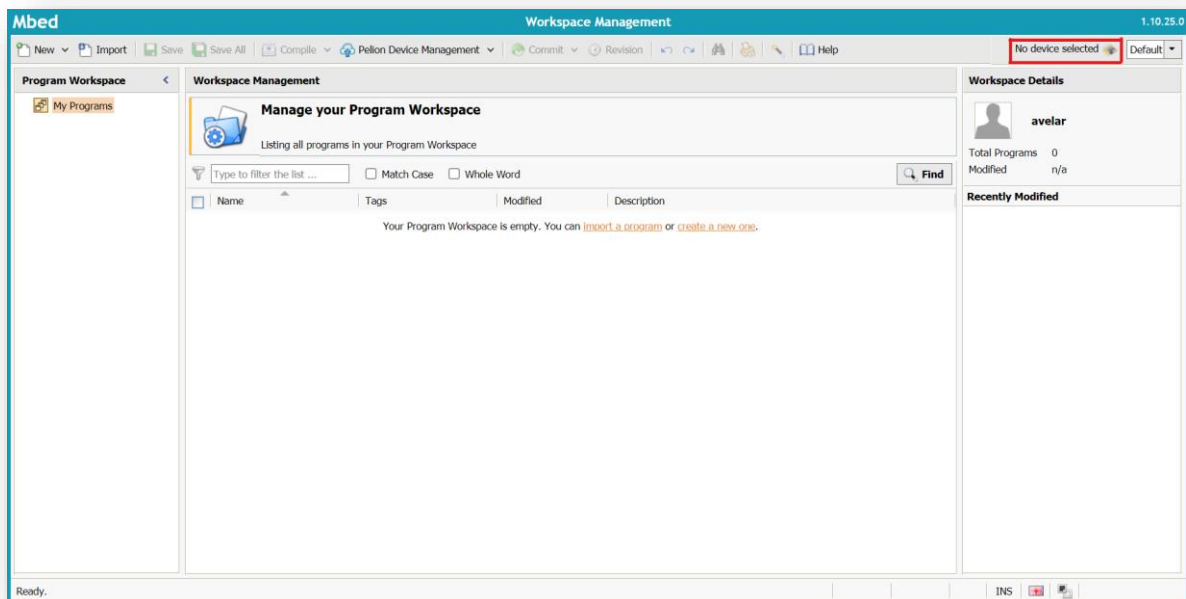 Mbed Workspace Management 1.10.25.0
New Import Save Save All Compile Pelion Device Management Commit Revision Help No device selected Default
Program Workspace < Workspace Management Workspace Details
My Programs
Manage your Program Workspace
Listing all programs in your Program Workspace
avelar
Total Programs 0
Modified n/a
Type to filter the list ... Match Case Whole Word Find
Recently Modified
Name Tags Modified Description
Your Program Workspace is empty. You can import a program or create a new one.
Ready. INS